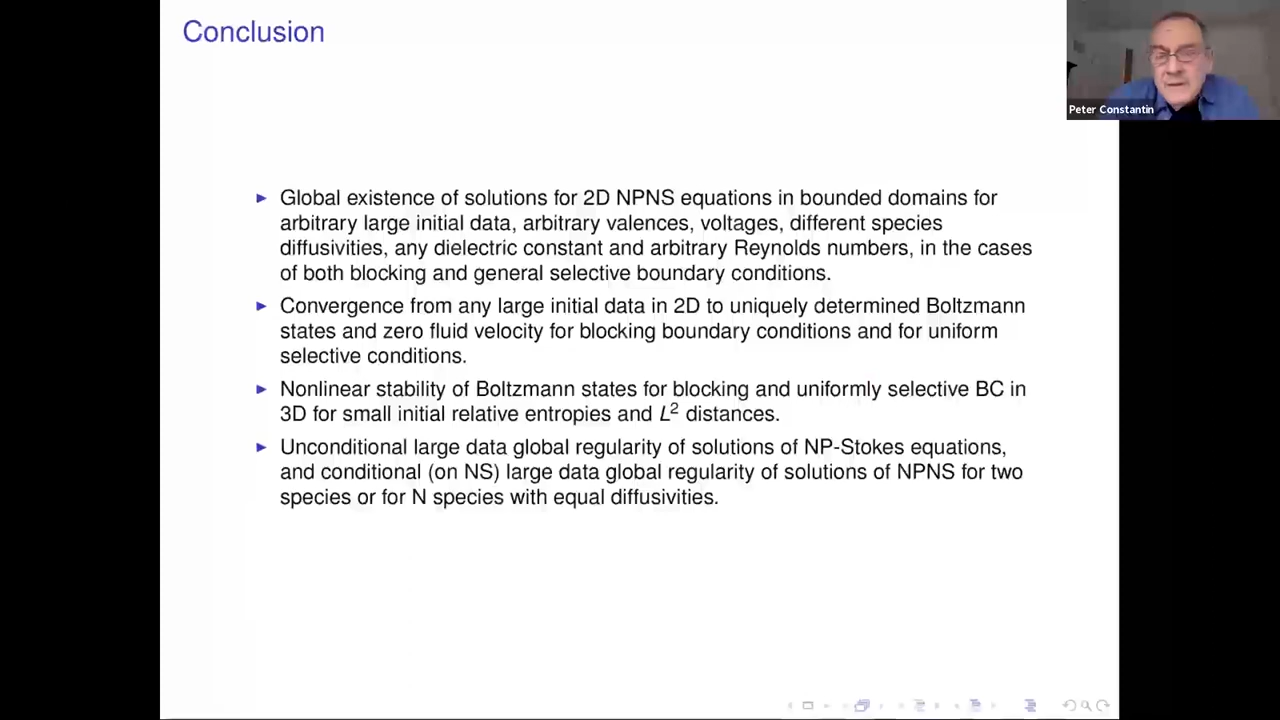 Conclusion
Peter Constantin
► Global existence of solutions for 2D NPNS equations in bounded domains for
arbitrary large initial data, arbitrary valences, voltages, different species
diffusivities, any dielectric constant and arbitrary Reynolds numbers, in the cases
of both blocking and general selective boundary conditions.
► Convergence from any large initial data in 2D to uniquely determined Boltzmann
states and zero fluid velocity for blocking boundary conditions and for uniform
selective conditions.
► Nonlinear stability of Boltzmann states for blocking and uniformly selective BC in
3D for small initial relative entropies and L² distances.
► Unconditional large data global regularity of solutions of NP-Stokes equations,
and conditional (on NS) large data global regularity of solutions of NPNS for two
species or for N species with equal diffusivities.